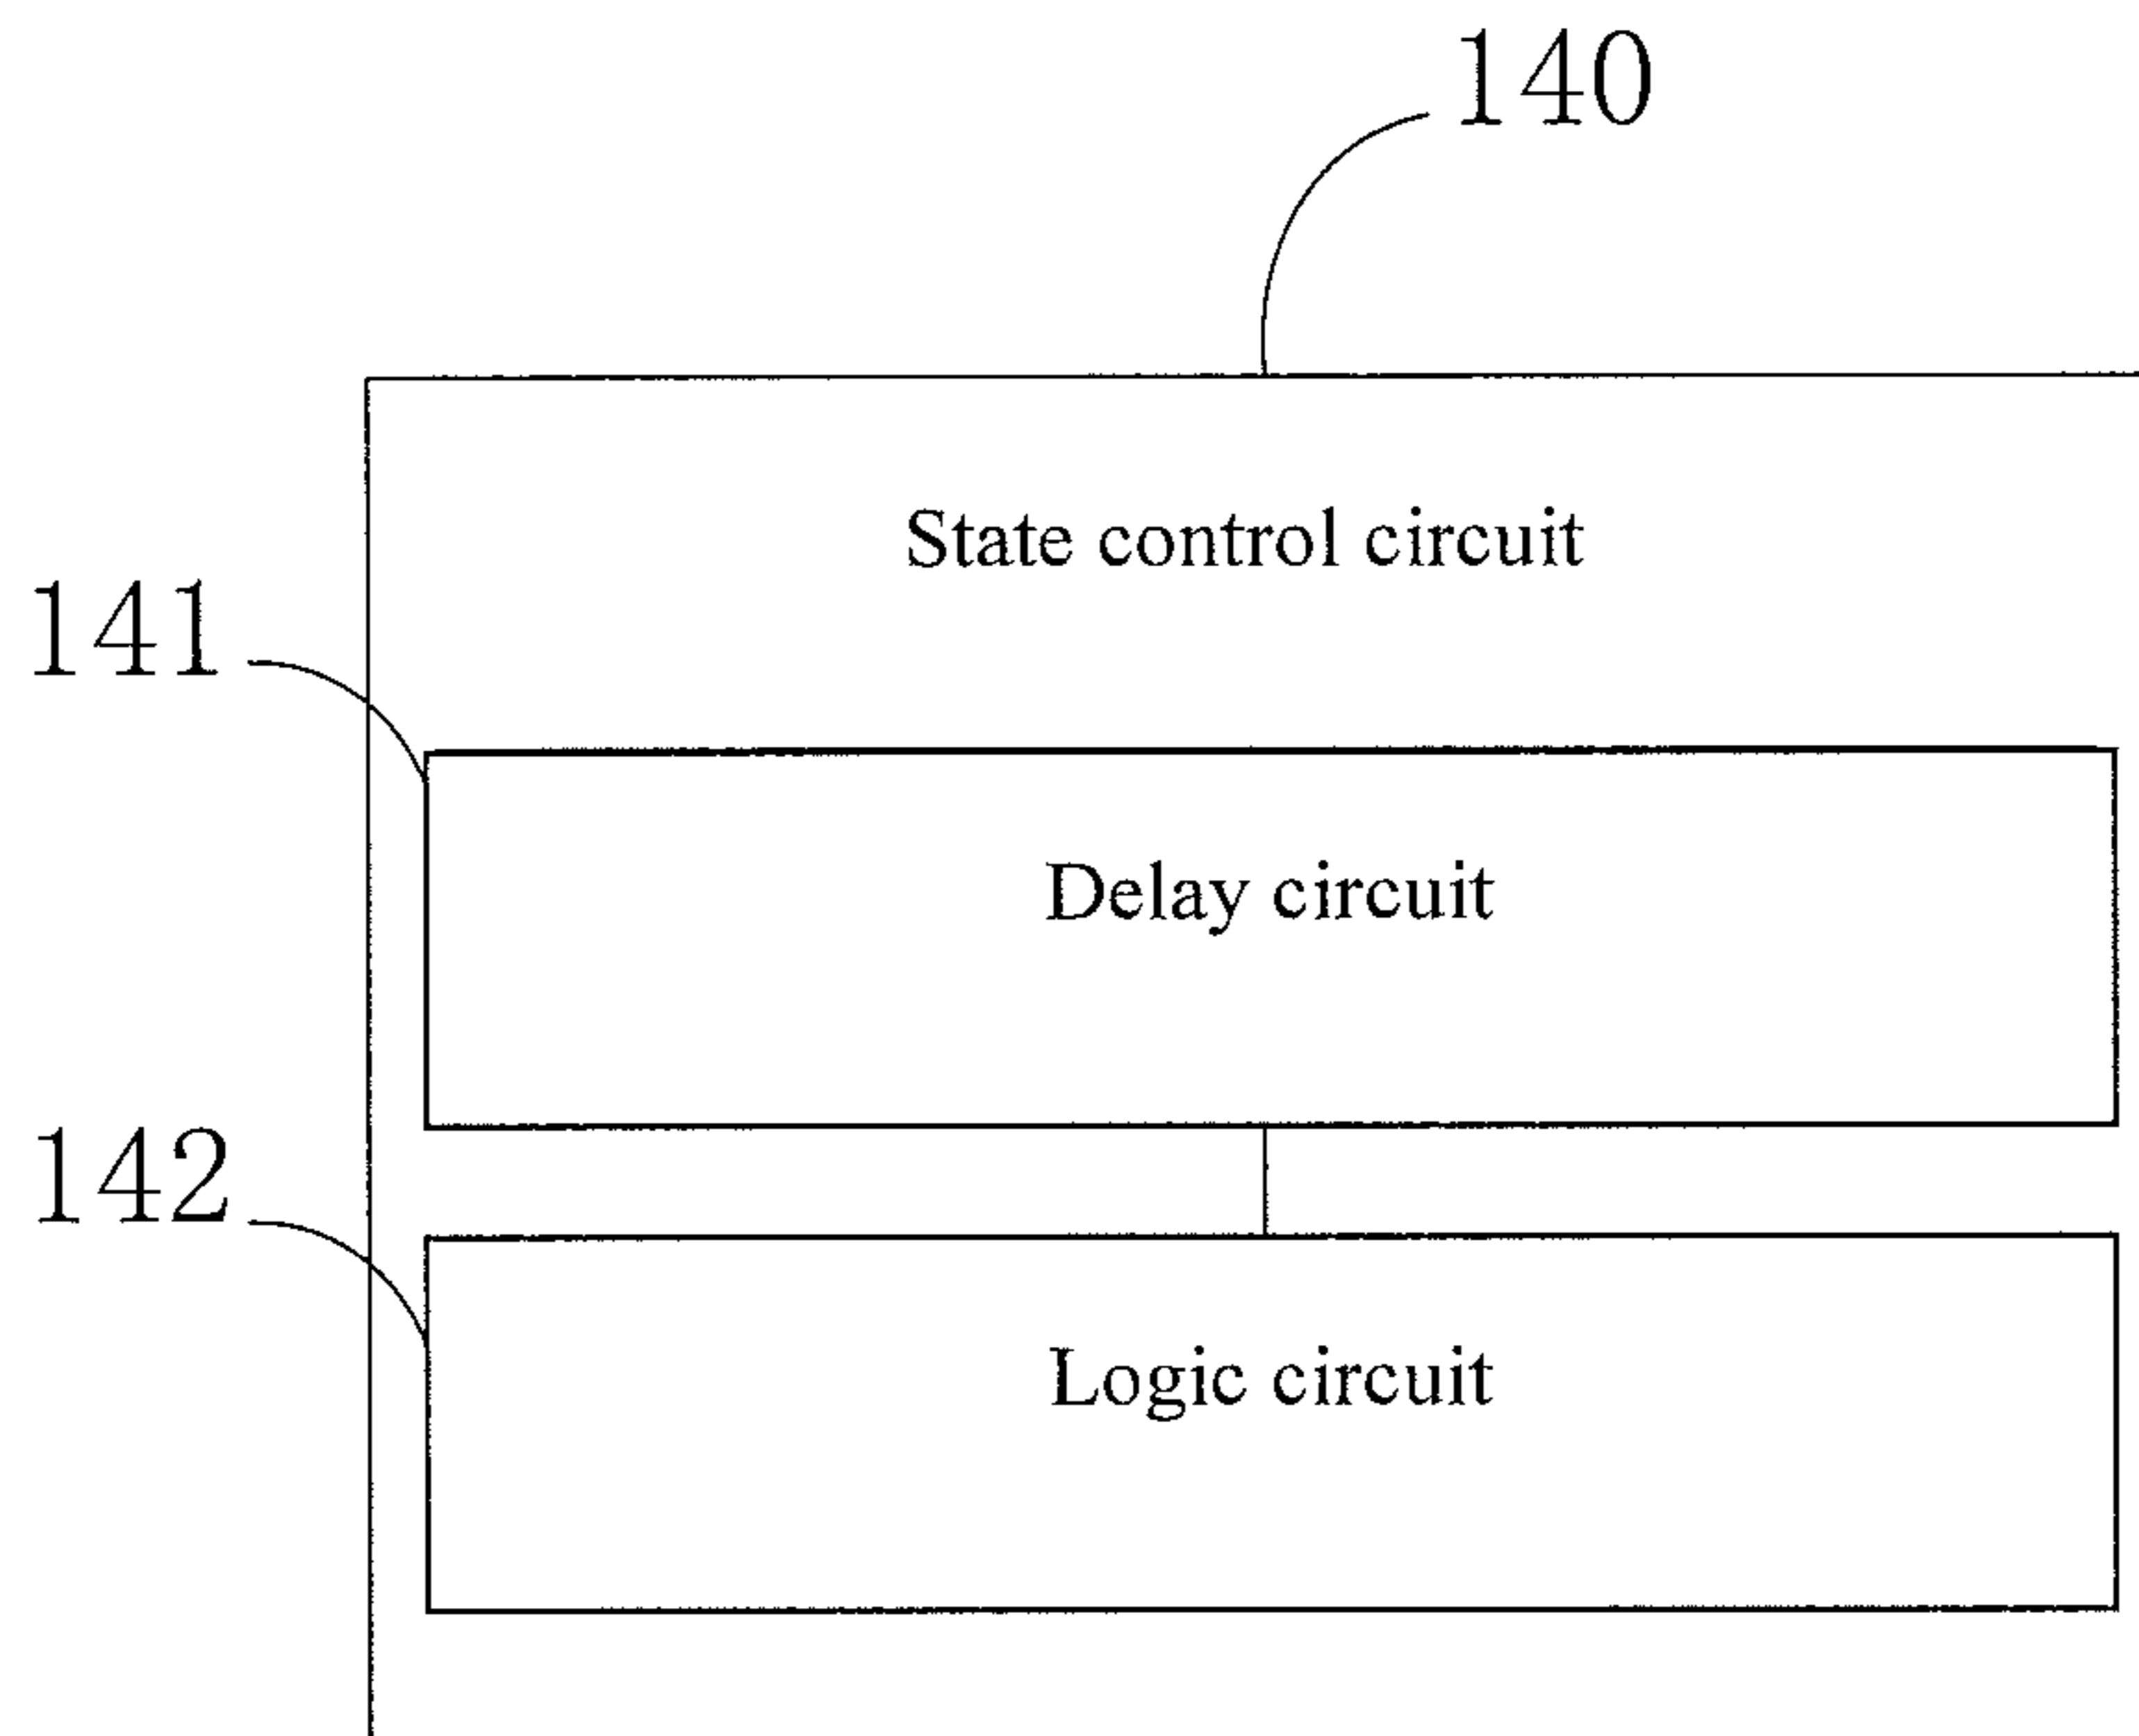 140
State control circuit
141
Delay circuit
142
Logic circuit